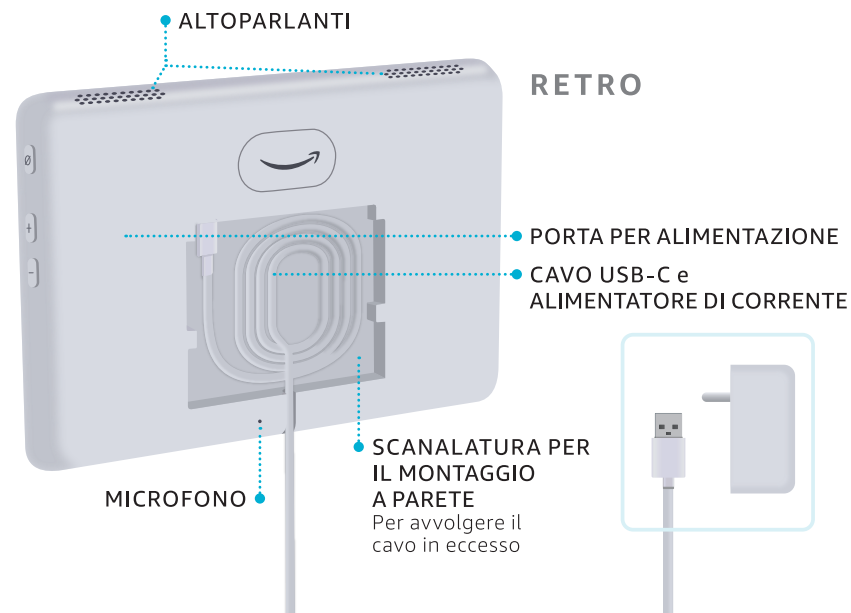 ALTOPARLANTI
RETRO
PORTA PER ALIMENTAZIONE
CAVO USB-C e
ALIMENTATORE DI CORRENTE
SCANALATURA PER
IL MONTAGGIO
A PARETE
Per avvolgere il
cavo in eccesso
MICROFONO